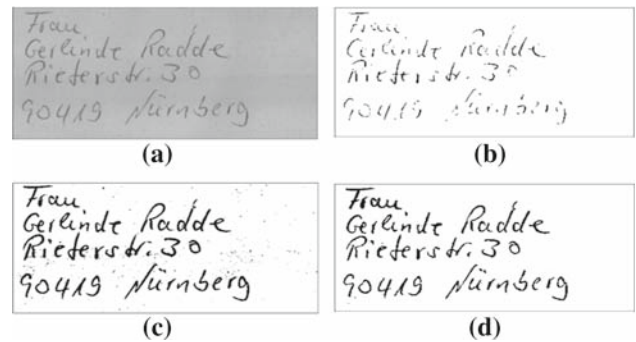 Frau
Gerlinde Radde
Rieterstr. 30
90419 Nürnberg
(a)
Frau
Gerlinde Radde
Rieterstr. 30
90419 Nürnberg
(b)
Frau
Gerlinde Radde
Rieterstr. 30
90419 Nürnberg
(c)
Frau
Gerlinde Radde
Rieterstr. 30
90419 Nürnberg
(d)